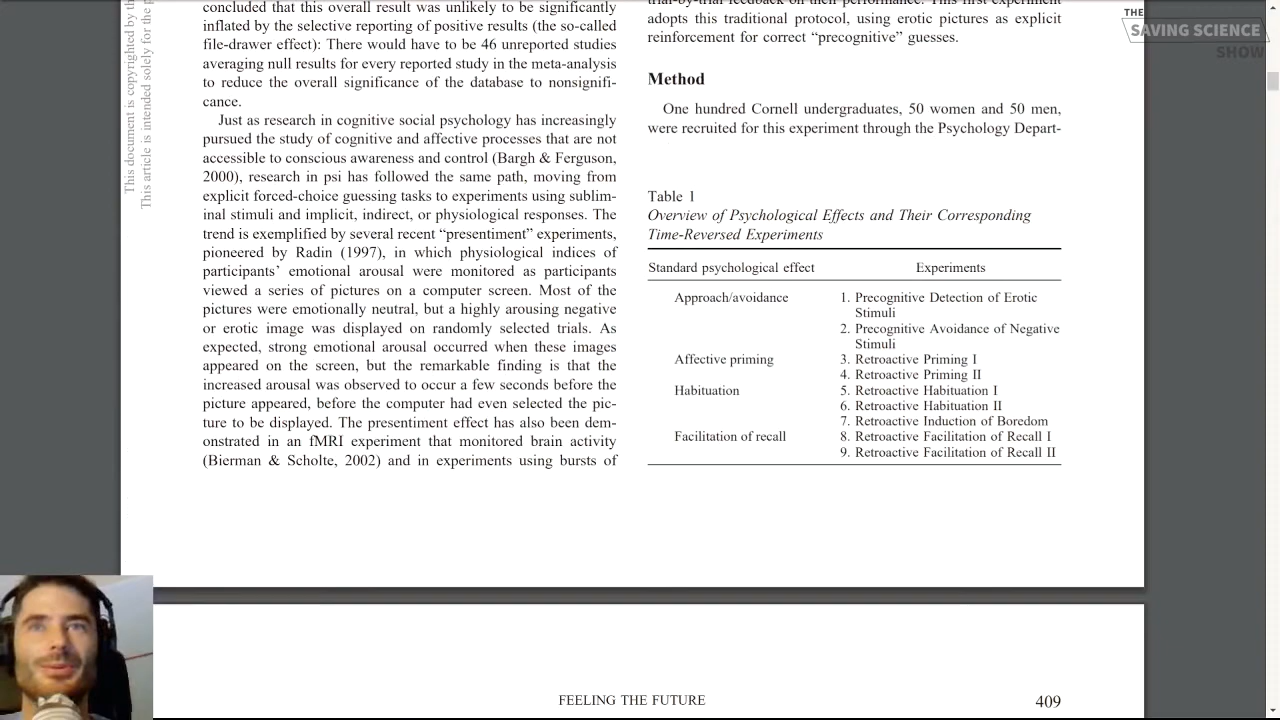 This document is copyrighted by th
This article is intended solely for the p
concluded that this overall result was unlikely to be significantly
inflated by the selective reporting of positive results (the so-called
file-drawer effect): There would have to be 46 unreported studies
averaging null results for every reported study in the meta-analysis
to reduce the overall significance of the database to nonsignifi-
cance.
Just as research in cognitive social psychology has increasingly
pursued the study of cognitive and affective processes that are not
accessible to conscious awareness and control (Bargh & Ferguson,
2000), research in psi has followed the same path, moving from
explicit forced-choice guessing tasks to experiments using sublim-
inal stimuli and implicit, indirect, or physiological responses. The
trend is exemplified by several recent “presentiment” experiments,
pioneered by Radin (1997), in which physiological indices of
participants’ emotional arousal were monitored as participants
viewed a series of pictures on a computer screen. Most of the
pictures were emotionally neutral, but a highly arousing negative
or erotic image was displayed on randomly selected trials. As
expected, strong emotional arousal occurred when these images
appeared on the screen, but the remarkable finding is that the
increased arousal was observed to occur a few seconds before the
picture appeared, before the computer had even selected the pic-
ture to be displayed. The presentiment effect has also been dem-
onstrated in an fMRI experiment that monitored brain activity
(Bierman & Scholte, 2002) and in experiments using bursts of
trial-by-trial feedback on their performance. This first experiment
adopts this traditional protocol, using erotic pictures as explicit
reinforcement for correct “precognitive” guesses.
Method
One hundred Cornell undergraduates, 50 women and 50 men,
were recruited for this experiment through the Psychology Depart-
Table 1
Overview of Psychological Effects and Their Corresponding
Time-Reversed Experiments
Standard psychological effect Experiments
Approach/avoidance 1. Precognitive Detection of Erotic
Stimuli
2. Precognitive Avoidance of Negative
Stimuli
Affective priming 3. Retroactive Priming I
4. Retroactive Priming II
Habituation 5. Retroactive Habituation I
6. Retroactive Habituation II
7. Retroactive Induction of Boredom
Facilitation of recall 8. Retroactive Facilitation of Recall I
9. Retroactive Facilitation of Recall II
FEELING THE FUTURE 409
THE
SAVING SCIENCE
SHOW